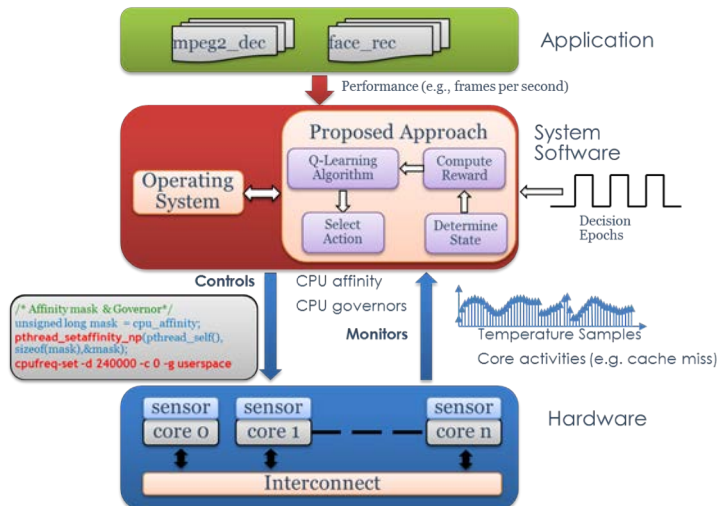 mpeg2_dec
face_rec
Application
Performance (e.g., frames per second)
Proposed Approach
System
Software
Q-Learning
Algorithm
Compute
Reward
Operating
System
Select
Action
Determine
State
Decision
Epochs
Controls
CPU affinity
CPU governors
Monitors
/* Affinity mask & Governor*/
unsigned long mask = cpu_affinity;
pthread_setaffinity_np(pthread_self(),
sizeof(mask),&mask);
cpufreq-set -d 240000 -c 0 -g userspace
Temperature Samples
Core activities (e.g. cache miss)
Hardware
sensor
core 0
sensor
core 1
sensor
core n
Interconnect